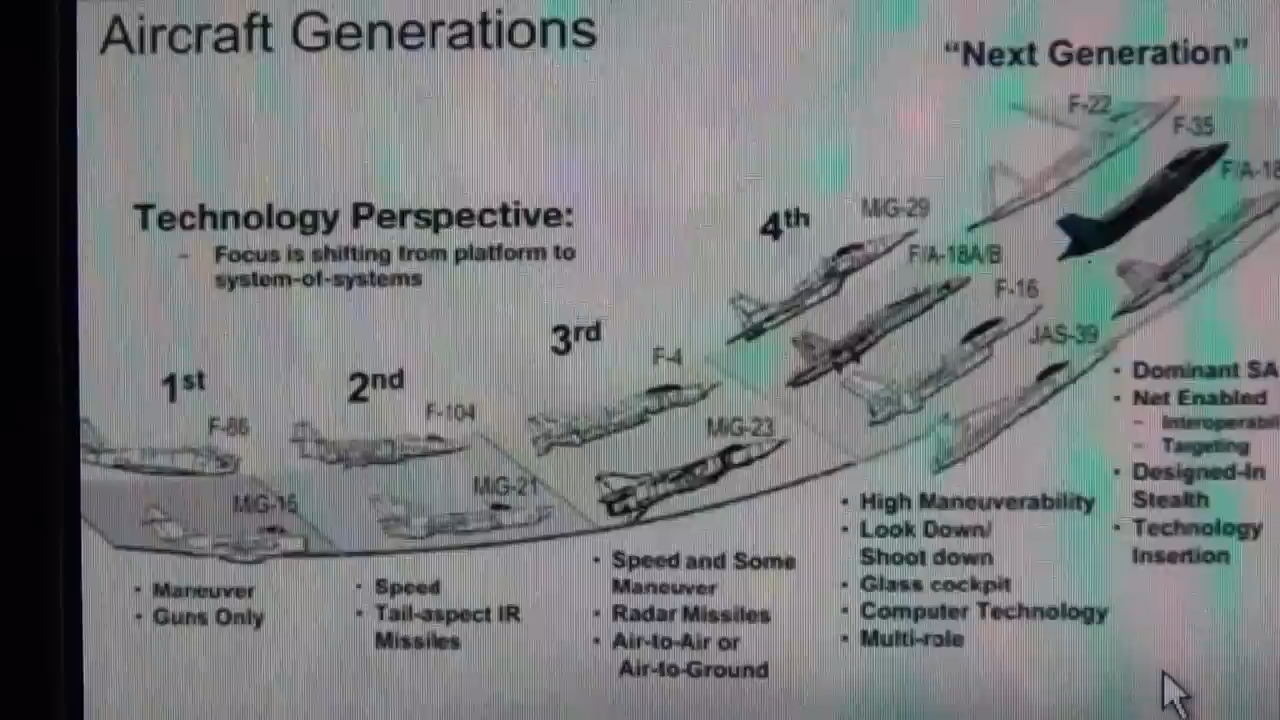 Aircraft Generations
"Next Generation"
F-22
F-35
F/A-18
Technology Perspective:
- Focus is shifting from platform to
system-of-systems
4th
MiG-29
F/A-18A/B
F-16
JAS-39
3rd
F-4
MiG-23
1st
F-86
MiG-15
2nd
F-104
MiG-21
• Maneuver
• Guns Only
• Speed
• Tail-aspect IR
Missiles
• Speed and Some
Maneuver
• Radar Missiles
• Air-to-Air or
Air-to-Ground
• High Maneuverability
• Look Down/
Shoot down
• Glass cockpit
• Computer Technology
• Multi-role
• Dominant SA
• Net Enabled
- Interoperabil
- Targeting
• Designed-In
Stealth
• Technology
Insertion